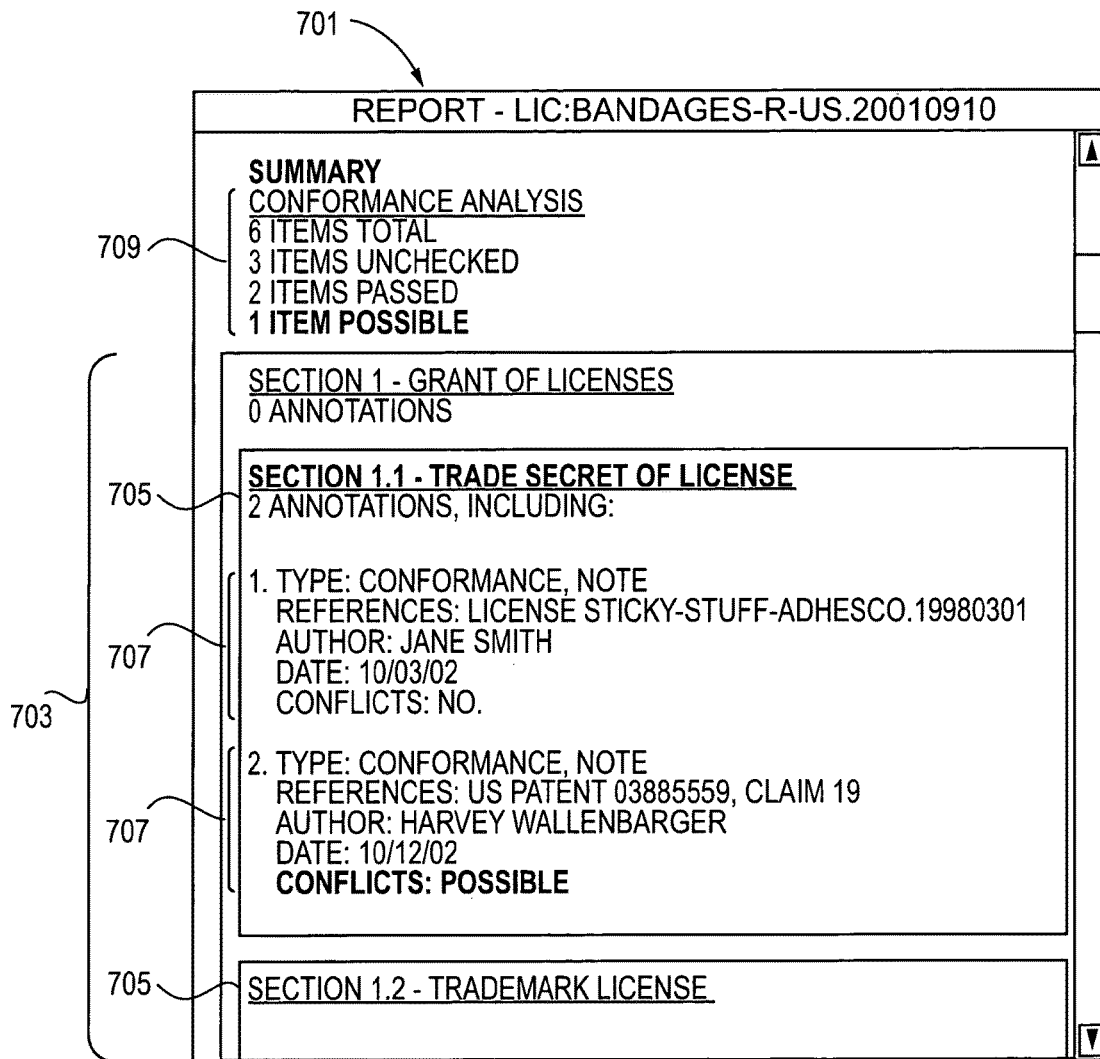 701
REPORT - LIC:BANDAGES-R-US.20010910
SUMMARY
CONFORMANCE ANALYSIS
6 ITEMS TOTAL
709
3 ITEMS UNCHECKED
2 ITEMS PASSED
1 ITEM POSSIBLE
SECTION 1 - GRANT OF LICENSES
0 ANNOTATIONS
SECTION 1.1 - TRADE SECRET OF LICENSE
705
2 ANNOTATIONS, INCLUDING:
1. TYPE: CONFORMANCE, NOTE
REFERENCES: LICENSE STICKY-STUFF-ADHESCO.19980301
707
AUTHOR: JANE SMITH
DATE: 10/03/02
CONFLICTS: NO.
703
2. TYPE: CONFORMANCE, NOTE
REFERENCES: US PATENT 03885559, CLAIM 19
707
AUTHOR: HARVEY WALLENBARGER
DATE: 10/12/02
CONFLICTS: POSSIBLE
705
SECTION 1.2 - TRADEMARK LICENSE